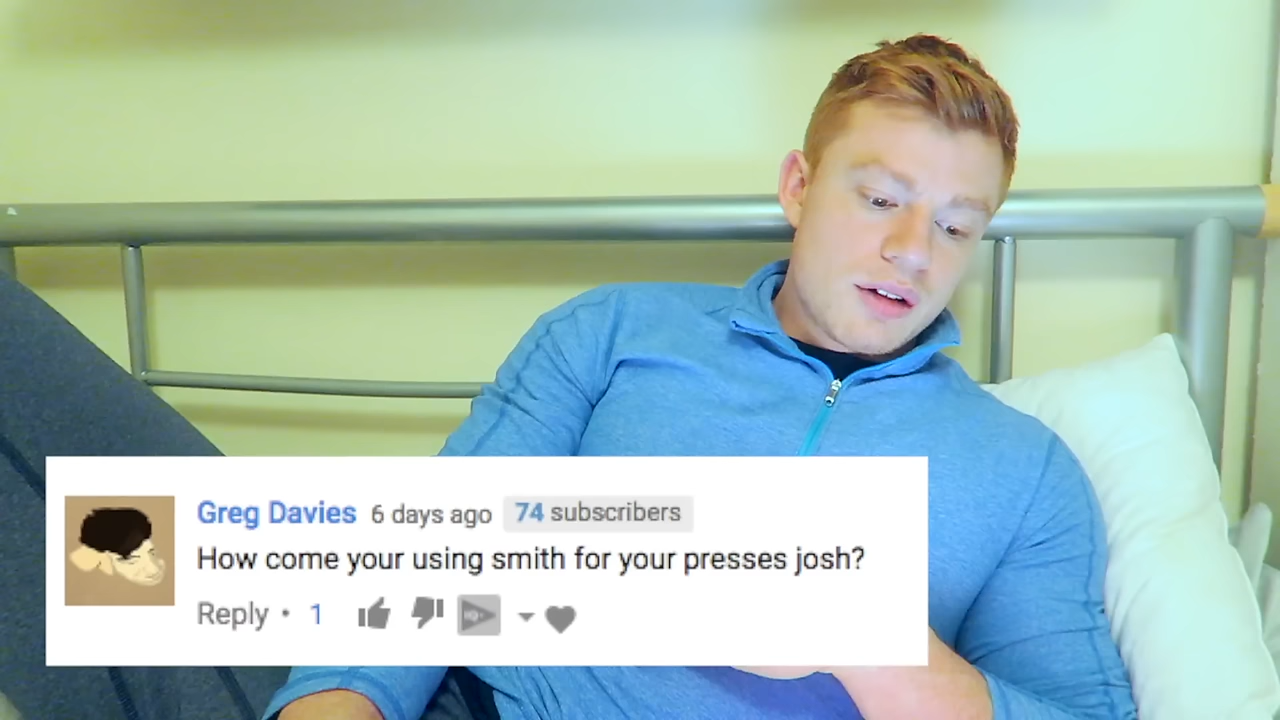 Greg Davies 6 days ago 74 subscribers
How come your using smith for your presses josh?
Reply • 1